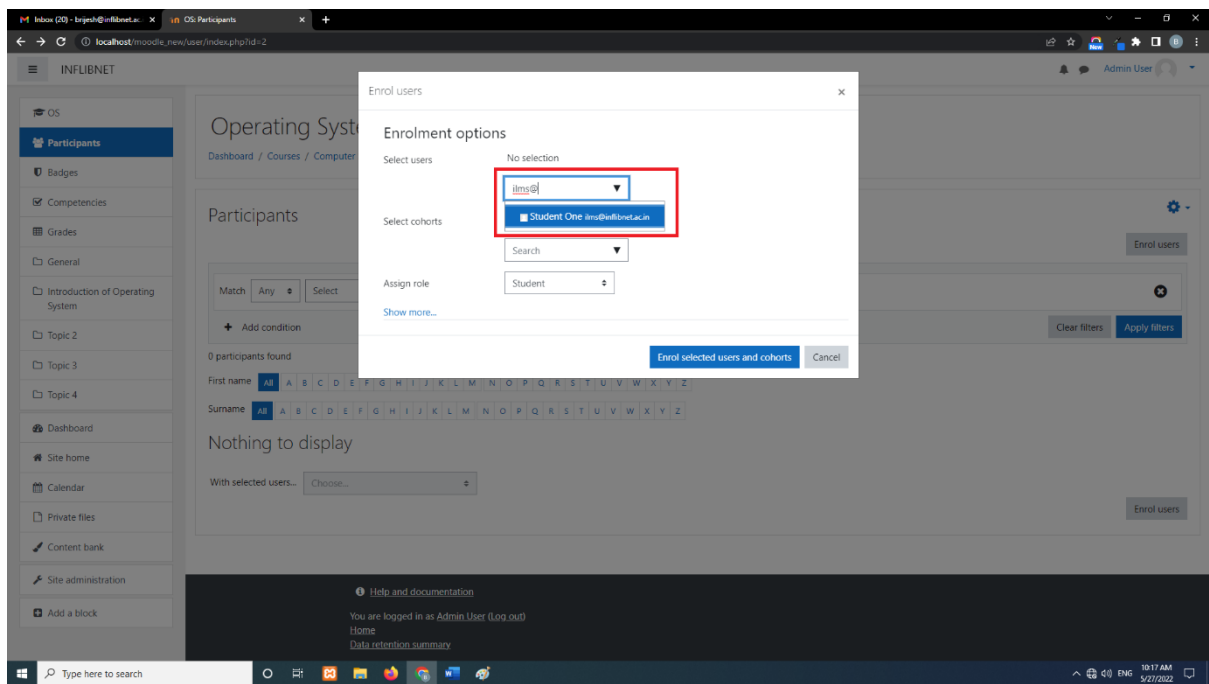 Inbox (20) - brijesh@inflibnet.ac. X
OS: Participants X +
localhost/moodle_new/user/index.php?id=2
New
B
INFLIBNET
Admin User
OS
Participants
Badges
Competencies
Grades
General
Introduction of Operating
System
Topic 2
Topic 3
Topic 4
Dashboard
Site home
Calendar
Private files
Content bank
Site administration
Add a block
Operating Syst
Dashboard / Courses / Computer
Participants
Enrol users
Match Any Select
+ Add condition
Clear filters Apply filters
0 participants found
First name All A B C D E F G H I J K L M N O P Q R S T U V W X Y Z
Surname All A B C D E F G H I J K L M N O P Q R S T U V W X Y Z
Nothing to display
With selected users... Choose...
Enrol users
Enrol users ×
Enrolment options
Select users No selection
ilms@ ▼
Student One ilms@inflibnet.ac.in
Select cohorts
Search ▼
Assign role Student
Show more...
Enrol selected users and cohorts Cancel
Help and documentation
You are logged in as Admin User (Log out)
Home
Data retention summary
Type here to search
ENG 10:17 AM
5/27/2022